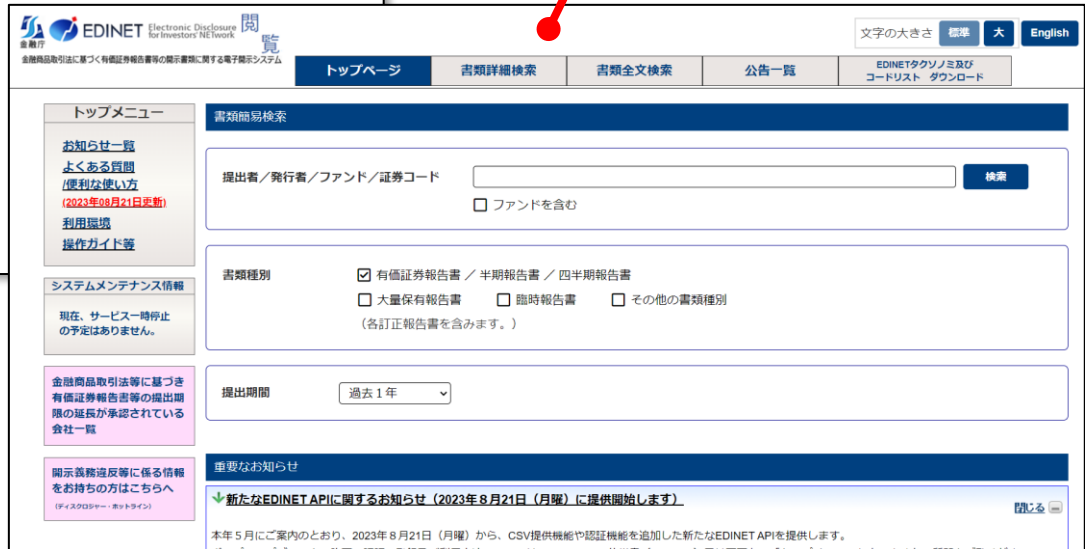 金融庁
EDINET
Electronic Disclosure
for Investors' NETwork
閲覧
金融商品取引法に基づく有価証券報告書等の開示書類に関する電子開示システム
文字の大きさ 標準 大 English
トップページ 書類詳細検索 書類全文検索 公告一覧
EDINETタクソノミ及び
コードリスト ダウンロード
トップメニュー
お知らせ一覧
よくある質問
/便利な使い方
(2023年08月21日更新)
利用環境
操作ガイド等
システムメンテナンス情報
現在、サービス一時停止
の予定はありません。
金融商品取引法等に基づき
有価証券報告書等の提出期
限の延長が承認されている
会社一覧
開示義務違反等に係る情報
をお持ちの方はこちらへ
(ディスクロジャー・ホットライン)
書類簡易検索
提出者/発行者/ファンド/証券コード 検索
ファンドを含む
書類種別 有価証券報告書 / 半期報告書 / 四半期報告書
大量保有報告書 臨時報告書 その他の書類種別
(各訂正報告書を含みます。)
提出期間 過去1年
重要なお知らせ
新たなEDINET APIに関するお知らせ(2023年8月21日(月曜)に提供開始します)
閉じる
本年5月にご案内のとおり、2023年8月21日(月曜)から、CSV提供機能や認証機能を追加した新たなEDINET APIを提供します。